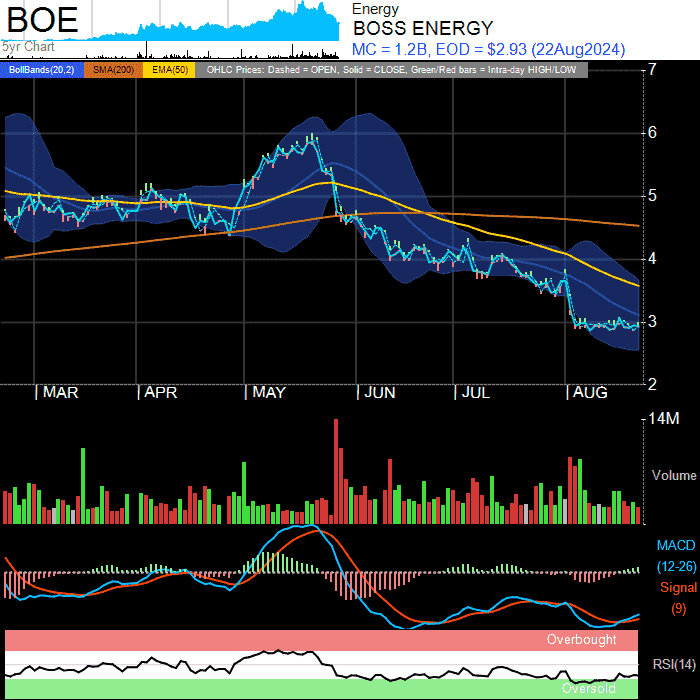 BOE
5yr Chart
Energy
BOSS ENERGY
MC = 1.2B, EOD = $2.93 (22Aug2024)
BollBands(20,2) SMA(200) EMA(50) OHLC Prices: Dashed = OPEN, Solid = CLOSE, Green/Red bars = Intra-day HIGH/LOW
7
6
5
4
3
2
| MAR | APR | MAY | JUN | JUL | AUG
14M
Volume
MACD
(12-26)
Signal
(9)
Overbought
RSI(14)
Oversold